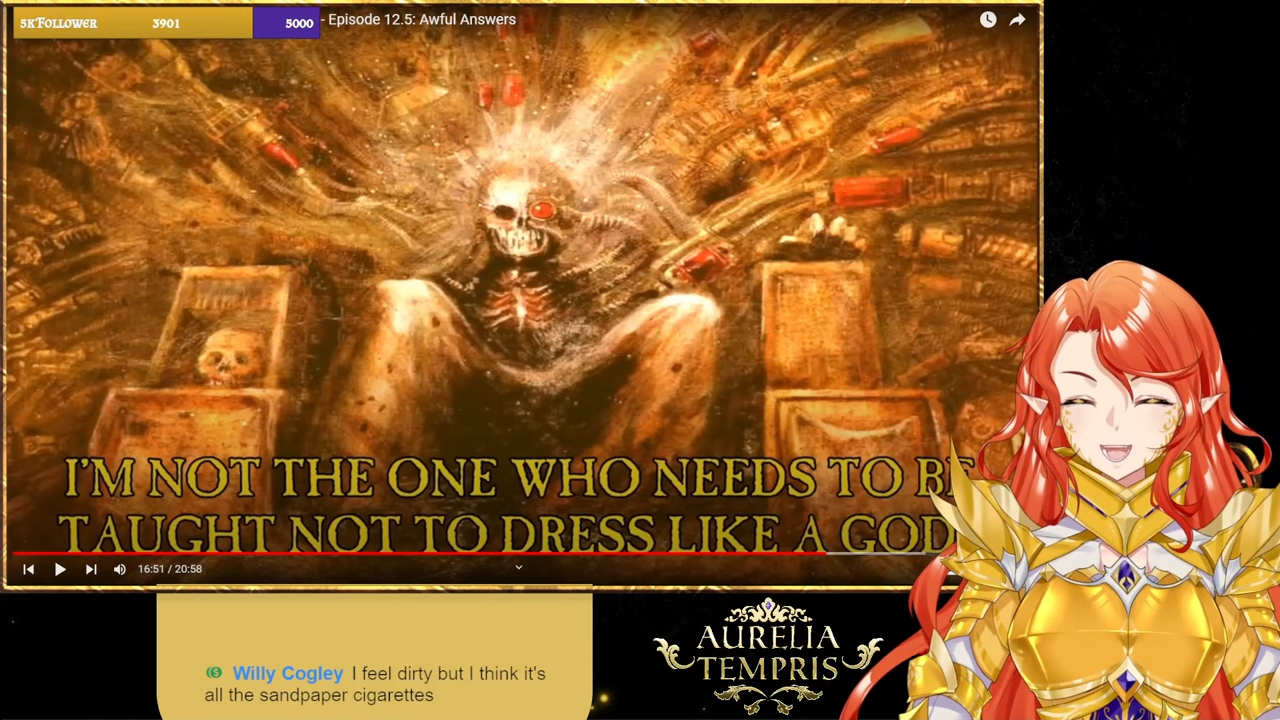 5K FOLLOWER 3901 5000
- Episode 12.5: Awful Answers
I'M NOT THE ONE WHO NEEDS TO BE
TAUGHT NOT TO DRESS LIKE A GOD
16:51 / 20:58
AURELIA
TEMPRIS
Willy Cogley I feel dirty but I think it's
all the sandpaper cigarettes